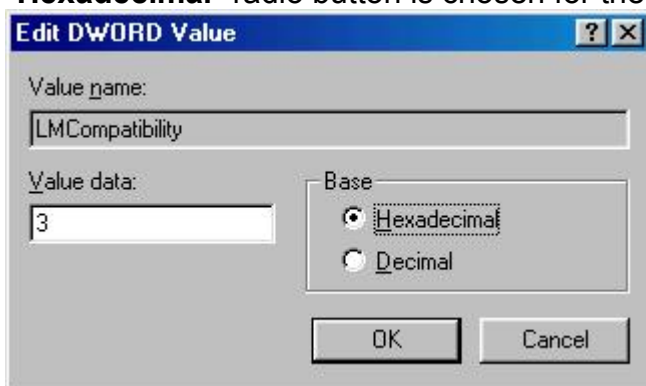 "Hexadecimal" radio button is chosen for the
Edit DWORD Value
Value name:
LMCompatibility
Value data:
3
Base
Hexadecimal
Decimal
OK
Cancel